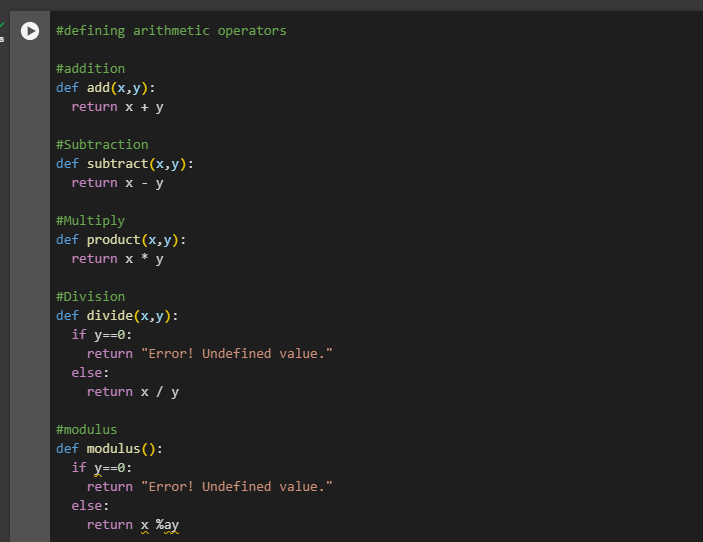 s
#defining arithmetic operators
#addition
def add(x,y):
return x + y
#Subtraction
def subtract(x,y):
return x - y
#Multiply
def product(x,y):
return x * y
#Division
def divide(x,y):
if y==0:
return "Error! Undefined value."
else:
return x / y
#modulus
def modulus():
if y==0:
return "Error! Undefined value."
else:
return x %ay